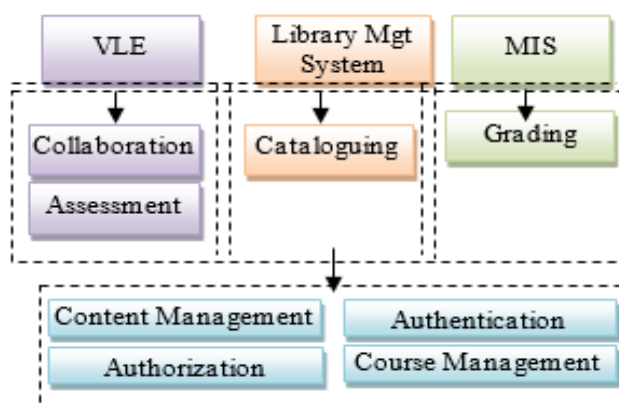 VLE
Library Mgt
System
MIS
Collaboration
Assessment
Cataloguing
Grading
Content Management
Authentication
Authorization
Course Management